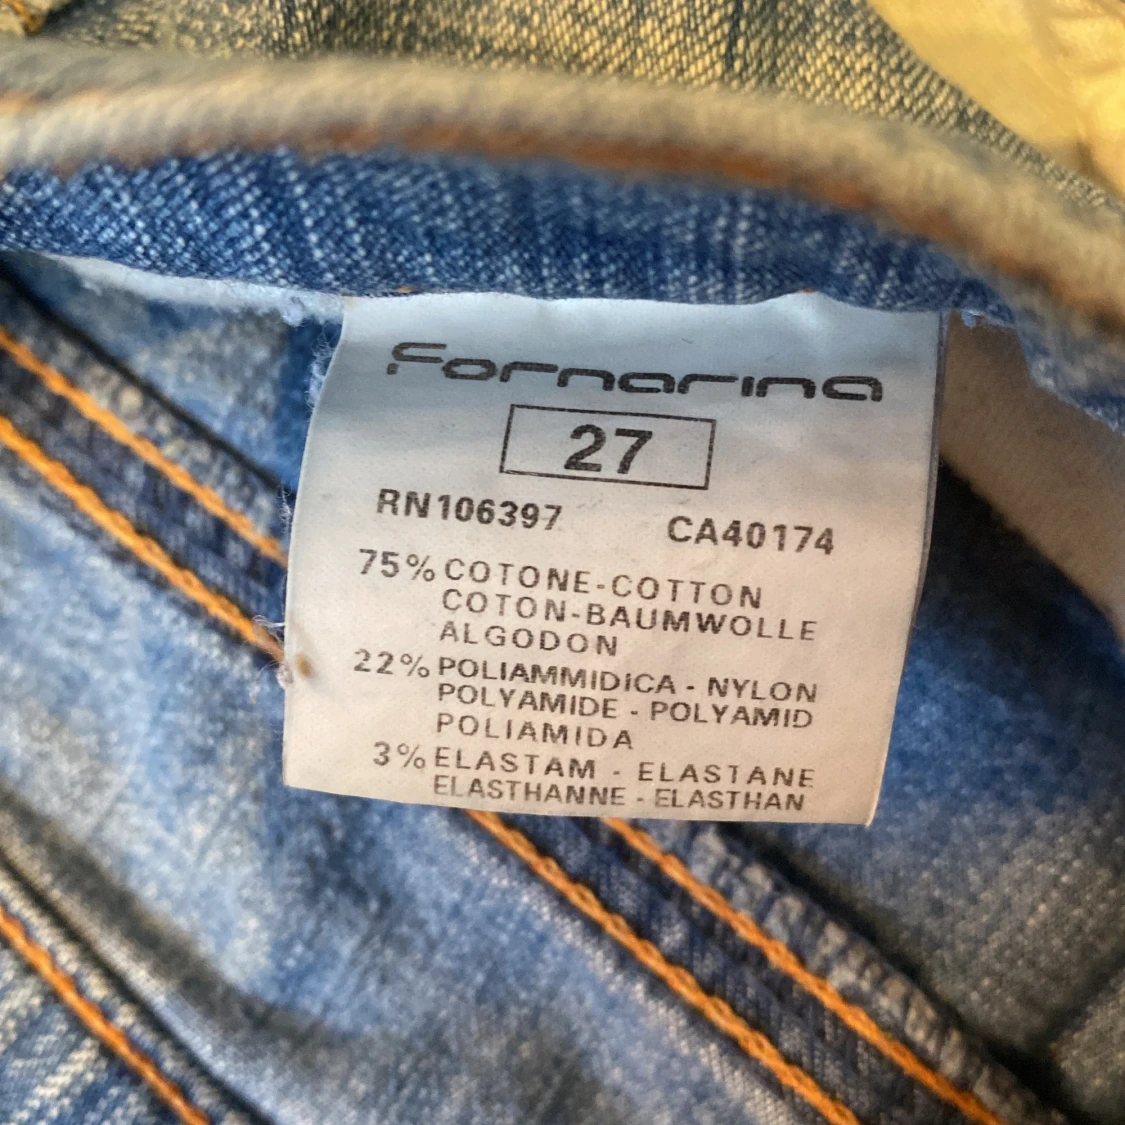 Fornarina
27
RN106397 CA40174
75% COTONE-COTTON
COTON-BAUMWOLLE
ALGODON
22% POLIAMMIDICA - NYLON
POLYAMIDE - POLYAMID
POLIAMIDA
3% ELASTAM - ELASTANE
ELASTHANNE - ELASTHAN